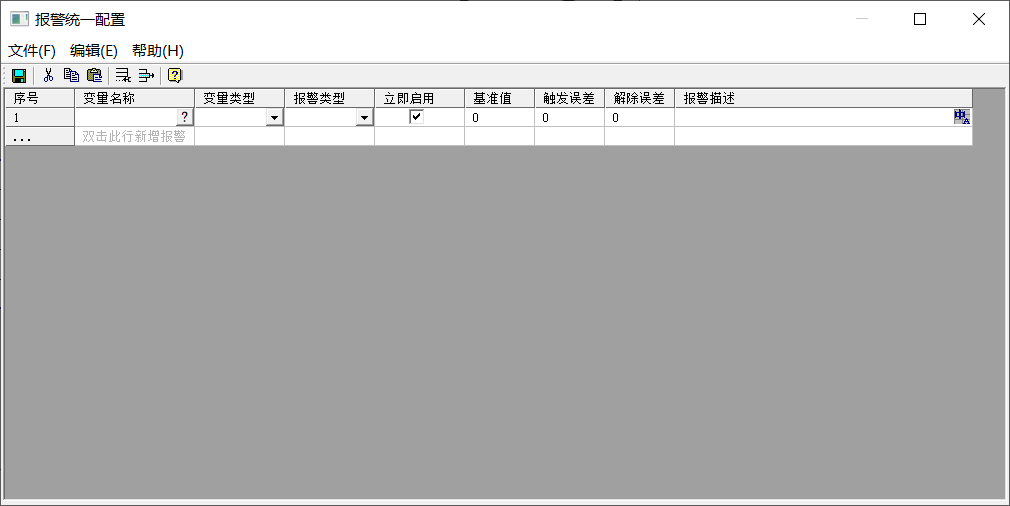 报警统一配置
文件(F) 编辑(E) 帮助(H)
序号 变量名称 变量类型 报警类型 立即启用 基准值 触发误差 解除误差 报警描述
1 ? 0 0 0 中A
... 双击此行新增报警